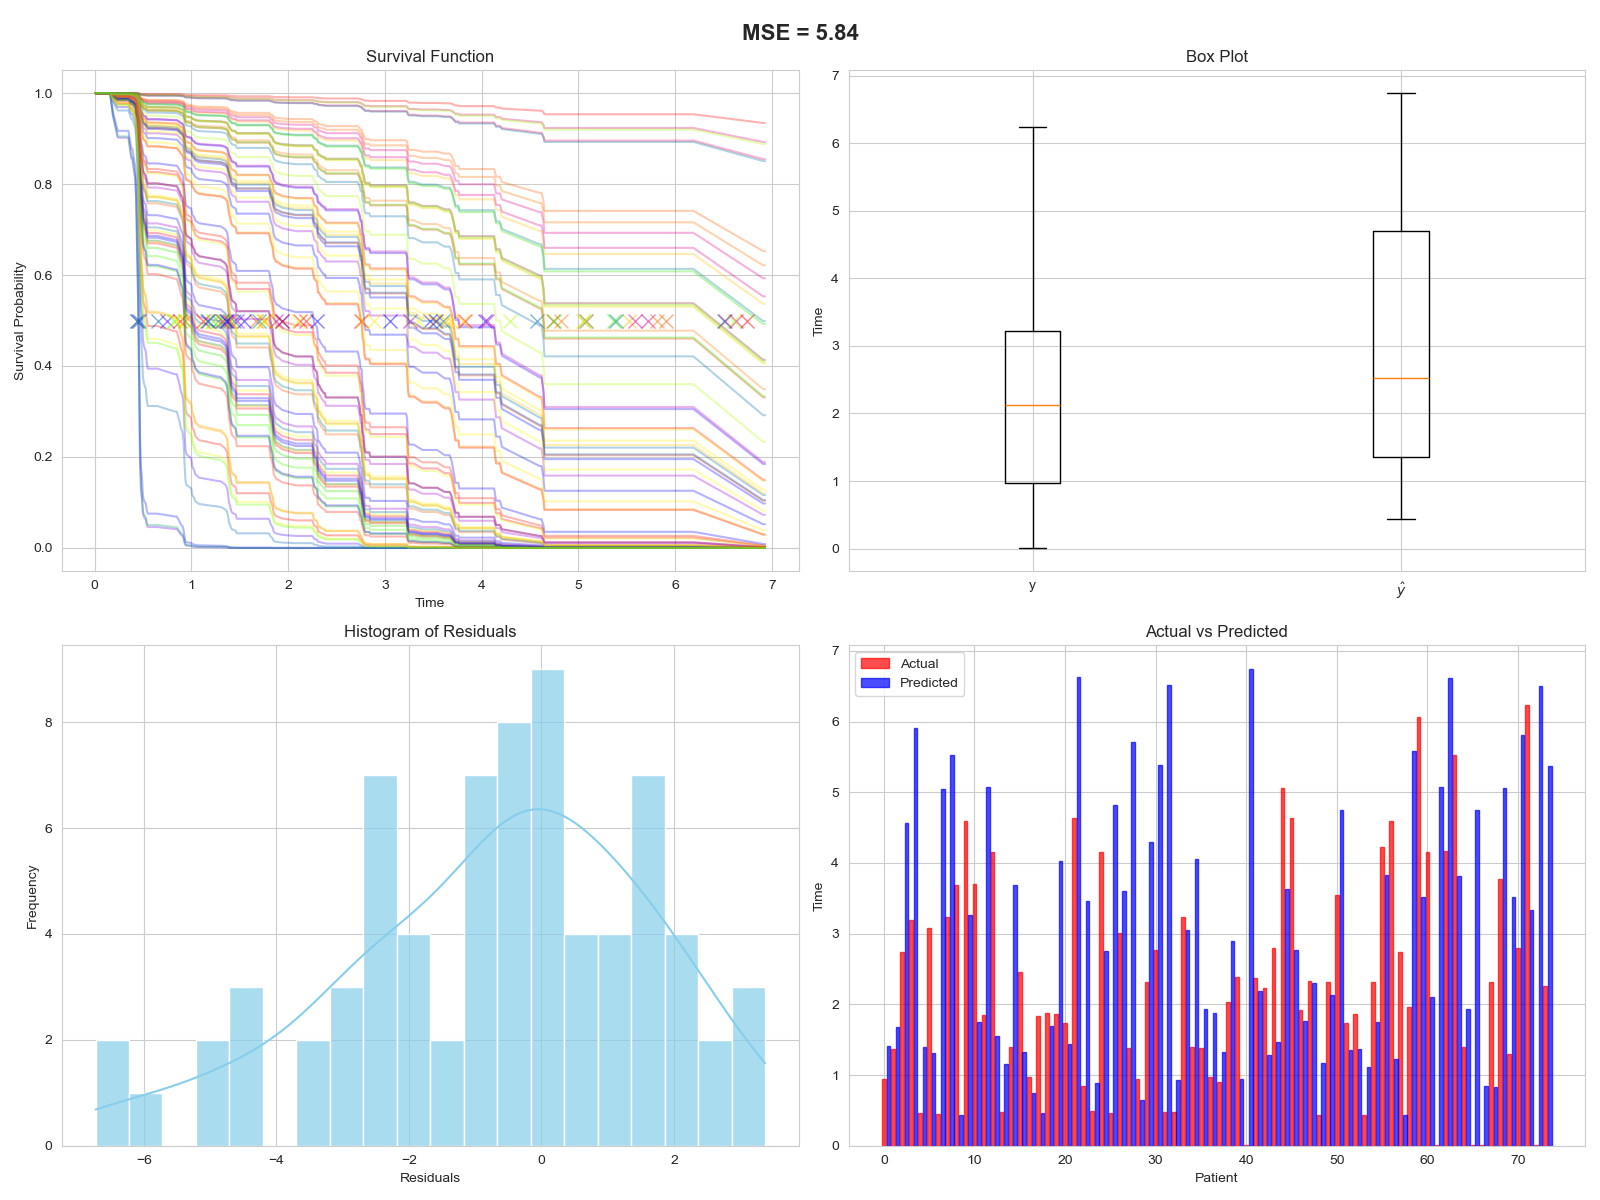 MSE = 5.84
Survival Function
1.0
0.8
0.6
0.4
0.2
0.0
Survival Probability
0 1 2 3 4 5 6 7
Time
Box Plot
7
6
5
4
3
2
1
0
Time
y ŷ
Histogram of Residuals
8
6
4
2
0
Frequency
−6 −4 −2 0 2
Residuals
Actual vs Predicted
Actual
Predicted
7
6
5
4
3
2
1
0
Time
0 10 20 30 40 50 60 70
Patient